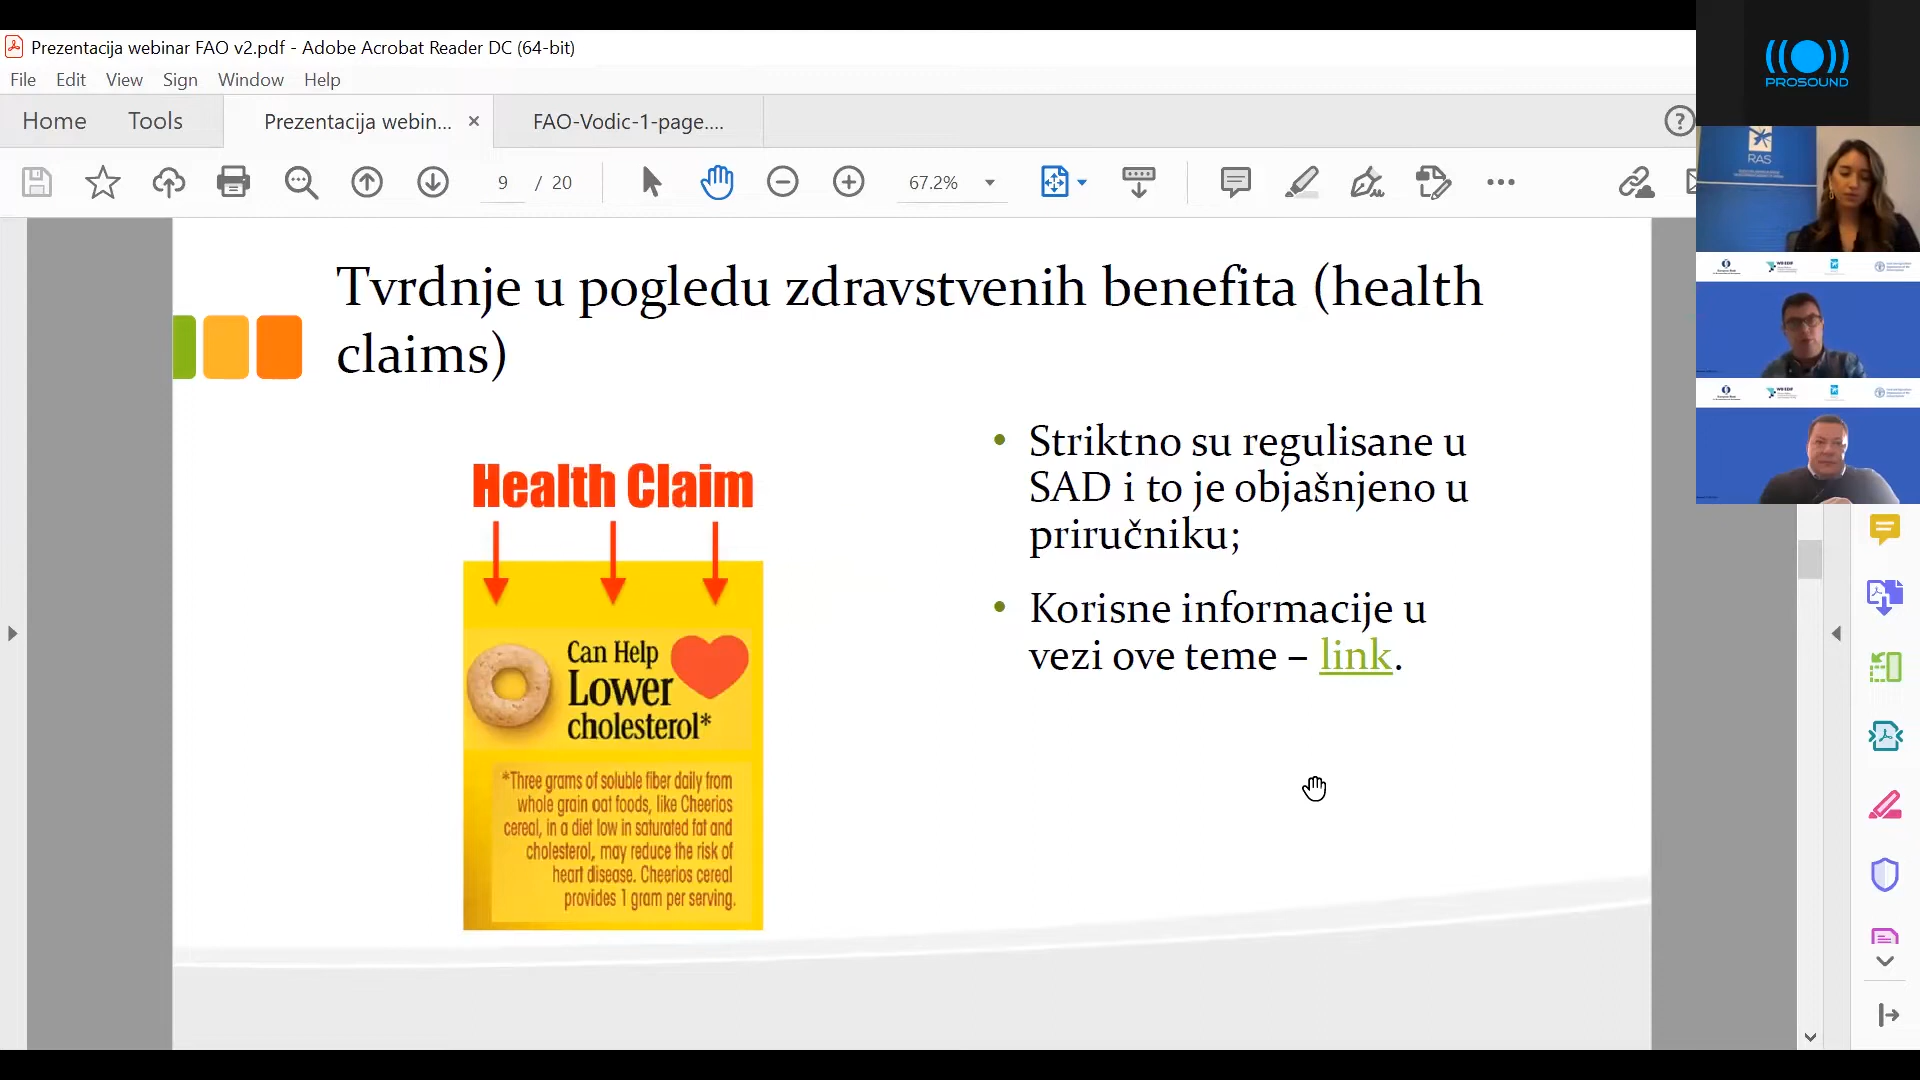 Prezentacija webinar FAO v2.pdf - Adobe Acrobat Reader DC (64-bit)
File Edit View Sign Window Help
Home Tools Prezentacija webin... × FAO-Vodic-1-page....
9 / 20 67.2%
PROSOUND
RAS
Tvrdnje u pogledu zdravstvenih benefita (health
claims)
Health Claim
Can Help
Lower
cholesterol*
*Three grams of soluble fiber daily from
whole grain oat foods, like Cheerios
cereal, in a diet low in saturated fat and
cholesterol, may reduce the risk of
heart disease. Cheerios cereal
provides 1 gram per serving.
• Striktno su regulisane u
SAD i to je objašnjeno u
priručniku;
• Korisne informacije u
vezi ove teme – link.